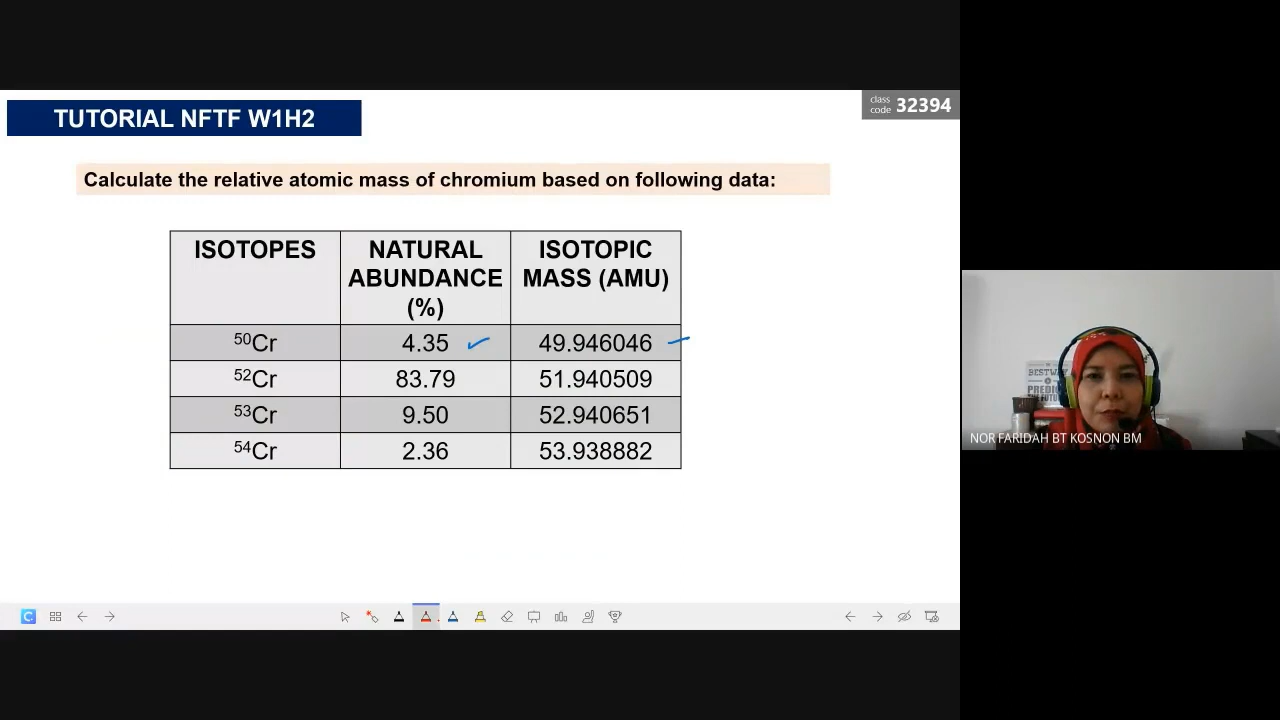 TUTORIAL NFTF W1H2
class code 32394
Calculate the relative atomic mass of chromium based on following data:
ISOTOPES NATURAL ABUNDANCE (%) ISOTOPIC MASS (AMU)
⁵⁰Cr 4.35 49.946046
⁵²Cr 83.79 51.940509
⁵³Cr 9.50 52.940651
⁵⁴Cr 2.36 53.938882
BESTWAY
PREDIC
NOR FARIDAH BT KOSNON BM